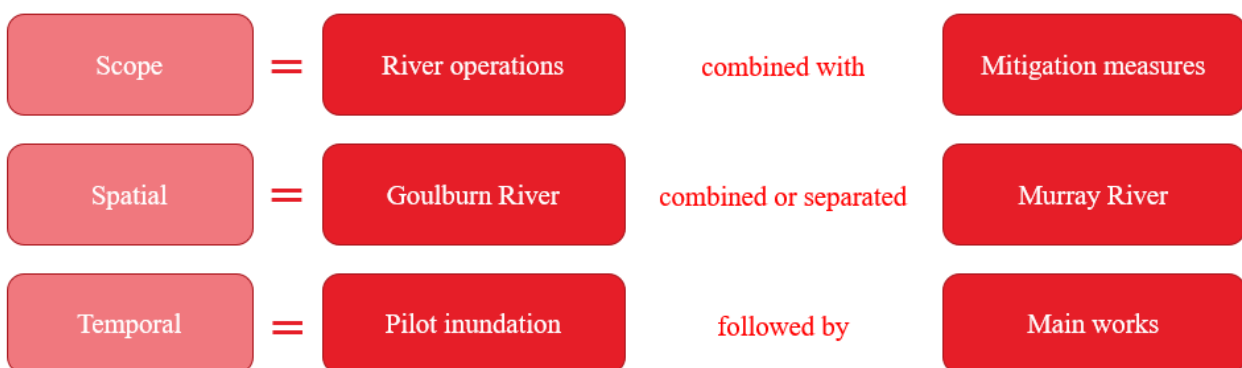 Scope = River operations combined with Mitigation measures
Spatial = Goulburn River combined or separated Murray River
Temporal = Pilot inundation followed by Main works